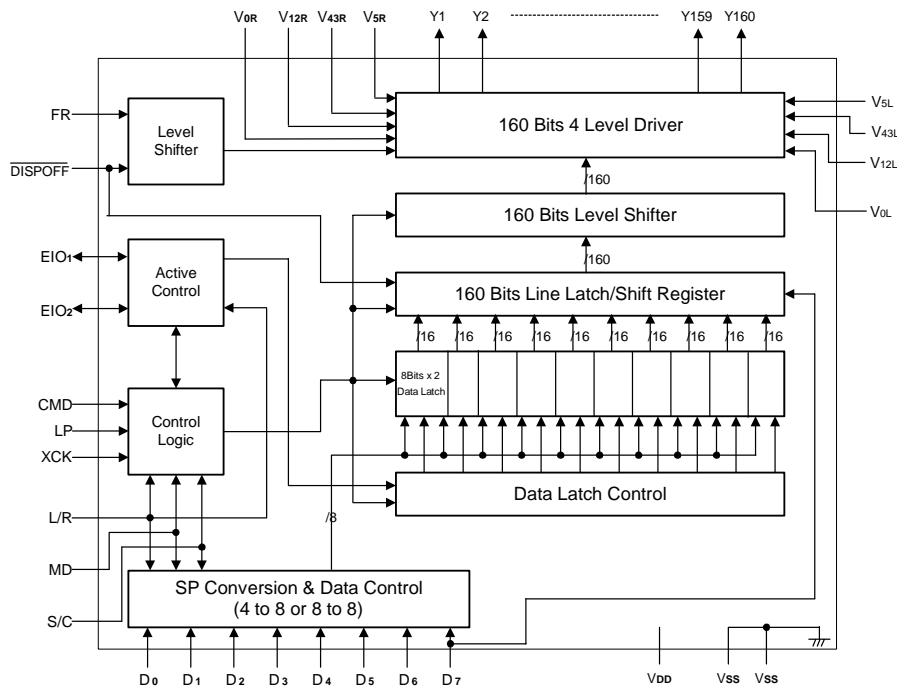 V0R V12R V43R V5R Y1 Y2 Y159 Y160
FR
Level
Shifter
DISPOFF
160 Bits 4 Level Driver
V5L
V43L
V12L
V0L
/160
160 Bits Level Shifter
/160
EIO1
EIO2
Active
Control
160 Bits Line Latch/Shift Register
/16 /16 /16 /16 /16 /16 /16 /16 /16 /16
8Bits x 2
Data Latch
CMD
LP
XCK
Control
Logic
Data Latch Control
L/R
/8
MD
S/C
SP Conversion & Data Control
(4 to 8 or 8 to 8)
D0 D1 D2 D3 D4 D5 D6 D7 VDD VSS VSS